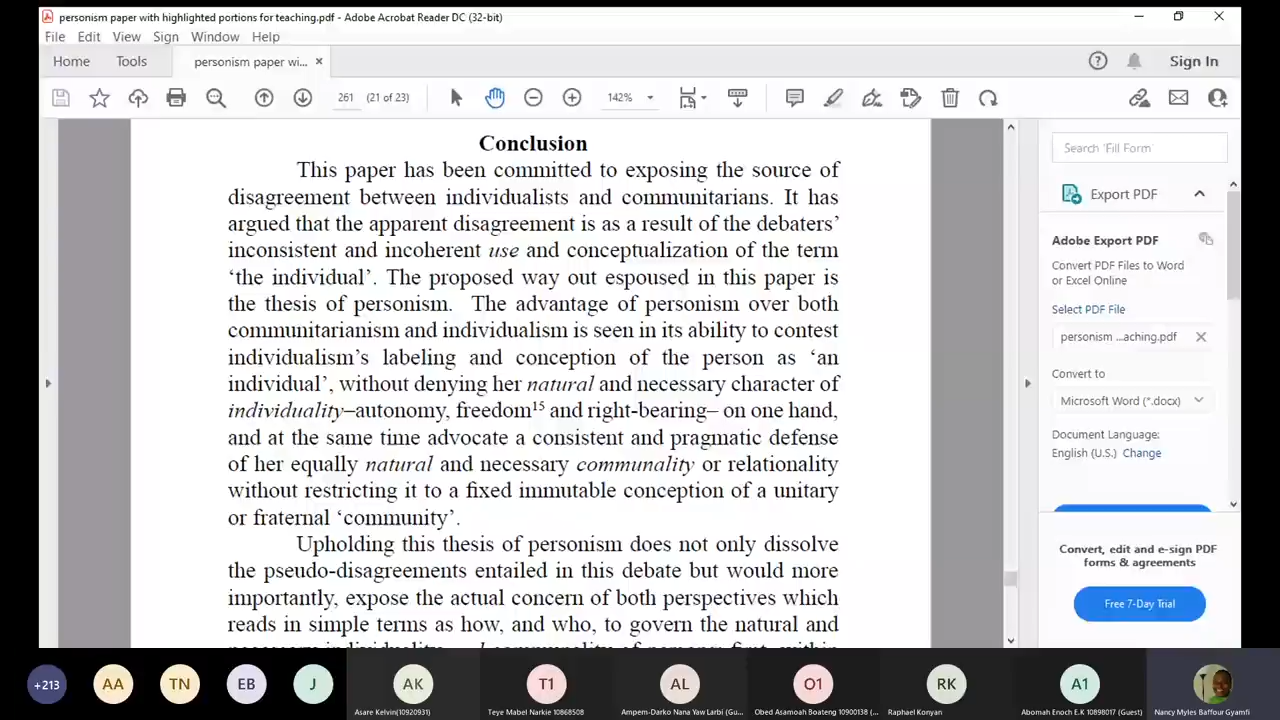 personism paper with highlighted portions for teaching.pdf - Adobe Acrobat Reader DC (32-bit)
File Edit View Sign Window Help
Home Tools personism paper wi... × Sign In
261 (21 of 23) 142%
Conclusion
This paper has been committed to exposing the source of
disagreement between individualists and communitarians. It has
argued that the apparent disagreement is as a result of the debaters’
inconsistent and incoherent use and conceptualization of the term
‘the individual’. The proposed way out espoused in this paper is
the thesis of personism. The advantage of personism over both
communitarianism and individualism is seen in its ability to contest
individualism’s labeling and conception of the person as ‘an
individual’, without denying her natural and necessary character of
individuality–autonomy, freedom15 and right-bearing– on one hand,
and at the same time advocate a consistent and pragmatic defense
of her equally natural and necessary communality or relationality
without restricting it to a fixed immutable conception of a unitary
or fraternal ‘community’.
Upholding this thesis of personism does not only dissolve
the pseudo-disagreements entailed in this debate but would more
importantly, expose the actual concern of both perspectives which
reads in simple terms as how, and who, to govern the natural and
Search 'Fill Form'
Export PDF
Adobe Export PDF
Convert PDF Files to Word
or Excel Online
Select PDF File
personism ...aching.pdf
Convert to
Microsoft Word (*.docx)
Document Language:
English (U.S.) Change
Convert, edit and e-sign PDF
forms & agreements
Free 7-Day Trial
+213 AA TN EB J AK T1 AL O1 RK A1
Asare Kelvin(10920931) Teye Mabel Narkie 10868508 Ampem-Darko Nana Yaw Larbi (Gu... Obed Asamoah Boateng 10900138 (... Raphael Konyan Abomah Enoch E.K 10898017 (Guest) Nancy Myles Balfour Gyamfi